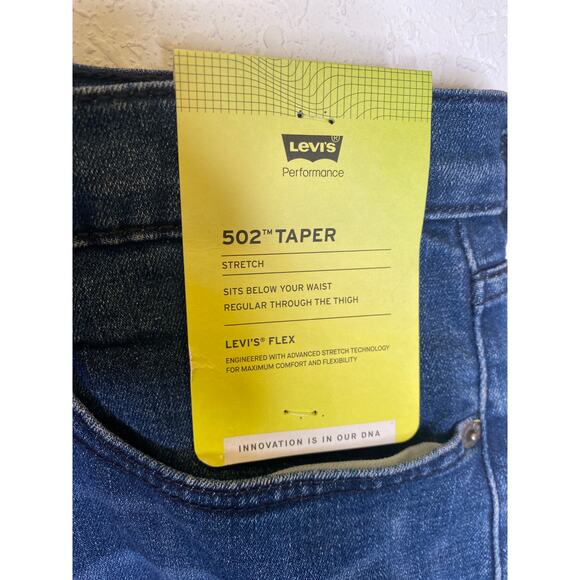 LEVI'S®
Performance
502™ TAPER
STRETCH
SITS BELOW YOUR WAIST
REGULAR THROUGH THE THIGH
LEVI'S® FLEX
ENGINEERED WITH ADVANCED STRETCH TECHNOLOGY
FOR MAXIMUM COMFORT AND FLEXIBILITY
INNOVATION IS IN OUR DNA